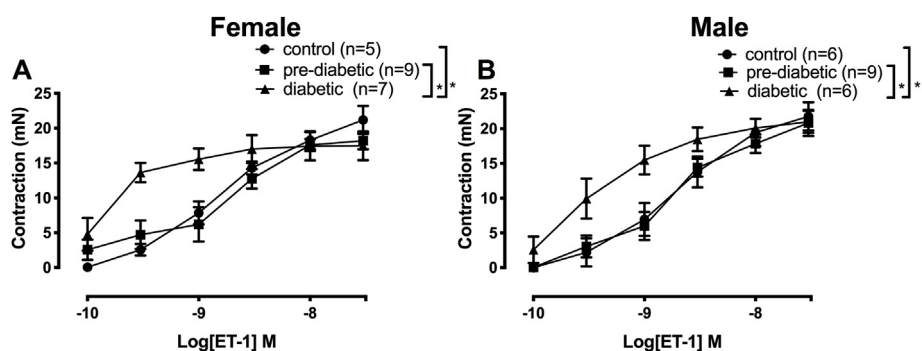 Female
control (n=5)
A
pre-diabetic (n=9)
diabetic (n=7)
* *
25
20
15
10
5
0
Contraction (mN)
-10 -9 -8
Log[ET-1] M
Male
control (n=6)
B
pre-diabetic (n=9)
diabetic (n=6)
* *
25
20
15
10
5
0
Contraction (mN)
-10 -9 -8
Log[ET-1] M